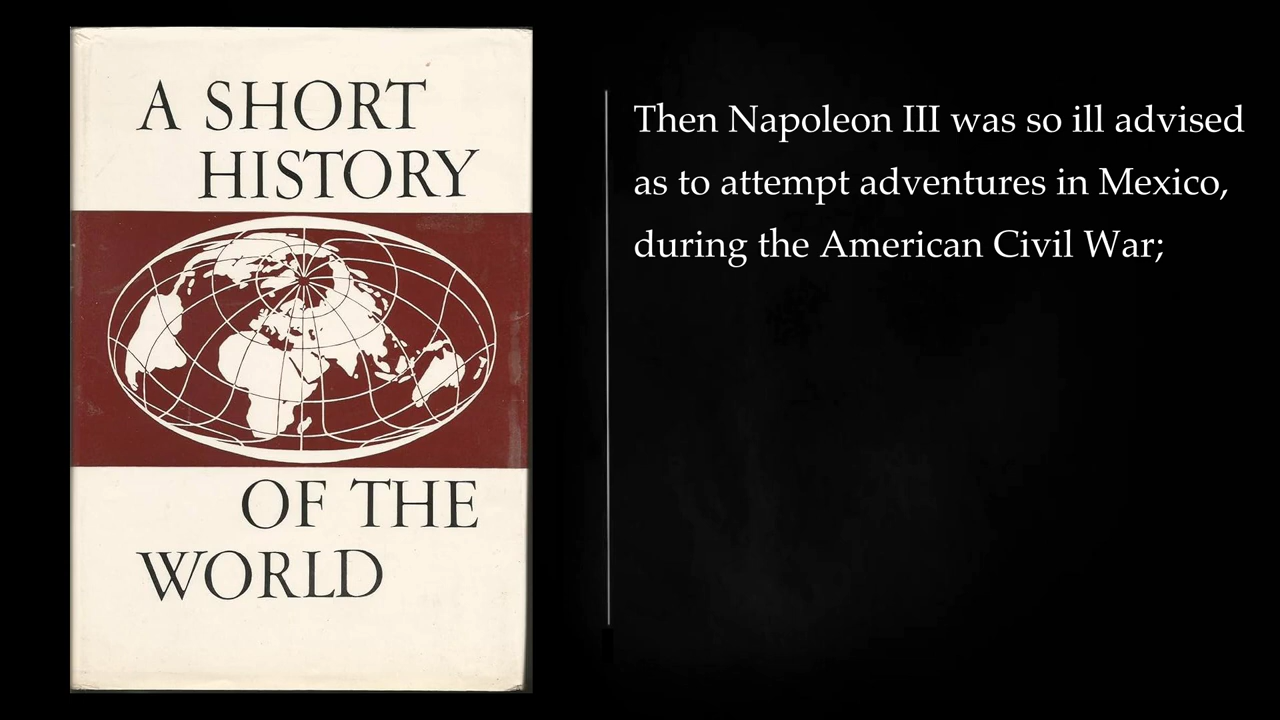 A SHORT
HISTORY
OF THE
WORLD
Then Napoleon III was so ill advised
as to attempt adventures in Mexico,
during the American Civil War;